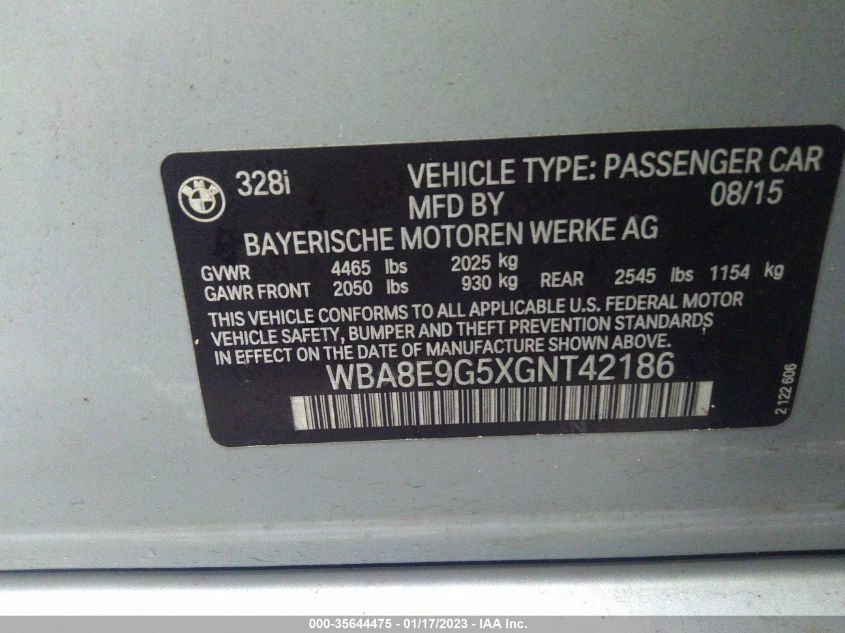 BMW 328i VEHICLE TYPE: PASSENGER CAR
MFD BY 08/15
BAYERISCHE MOTOREN WERKE AG
GVWR 4465 lbs 2025 kg
GAWR FRONT 2050 lbs 930 kg REAR 2545 lbs 1154 kg
THIS VEHICLE CONFORMS TO ALL APPLICABLE U.S. FEDERAL MOTOR
VEHICLE SAFETY, BUMPER AND THEFT PREVENTION STANDARDS
IN EFFECT ON THE DATE OF MANUFACTURE SHOWN ABOVE.
WBA8E9G5XGNT42186
2 122 606
000-35644475 - 01/17/2023 - IAA Inc.